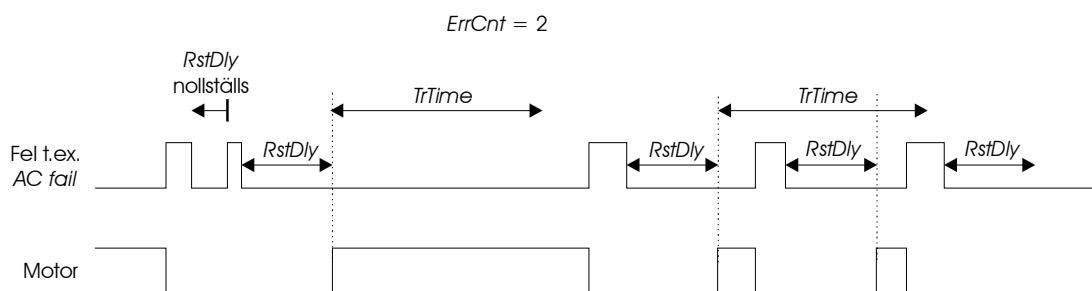 ErrCnt = 2
RstDly
nollställs
TrTime
TrTime
Fel t.ex.
AC fail
RstDly
RstDly
RstDly
RstDly
Motor